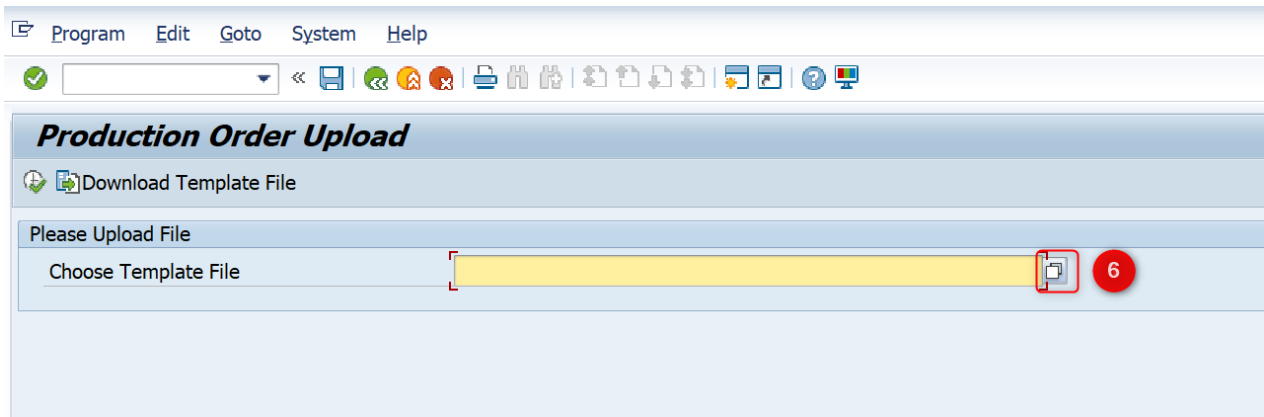 Program Edit Goto System Help
Production Order Upload
Download Template File
Please Upload File
Choose Template File
6